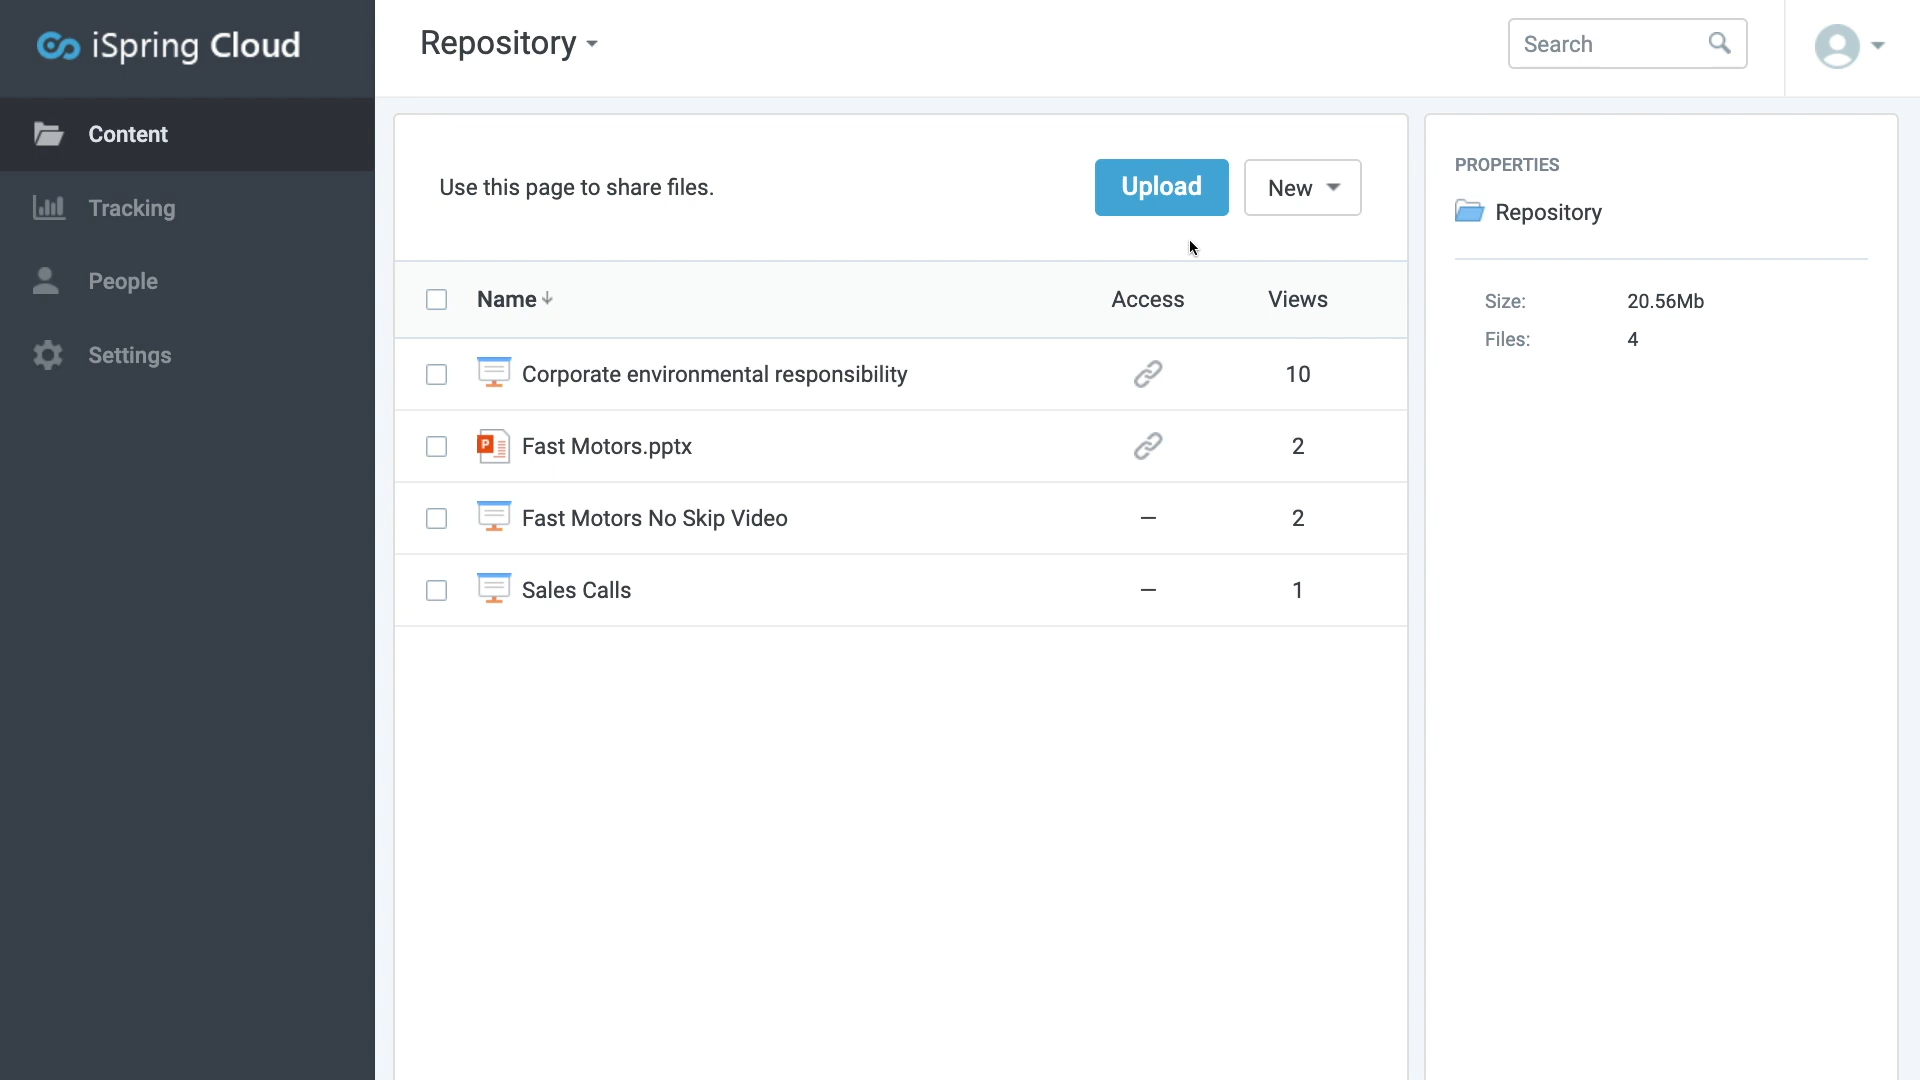 iSpring Cloud
Repository
Search
Content
Tracking
People
Settings
Use this page to share files.
Upload
New
Name
Access
Views
Corporate environmental responsibility
10
P
Fast Motors.pptx
2
Fast Motors No Skip Video
–
2
Sales Calls
–
1
PROPERTIES
Repository
Size:
20.56Mb
Files:
4